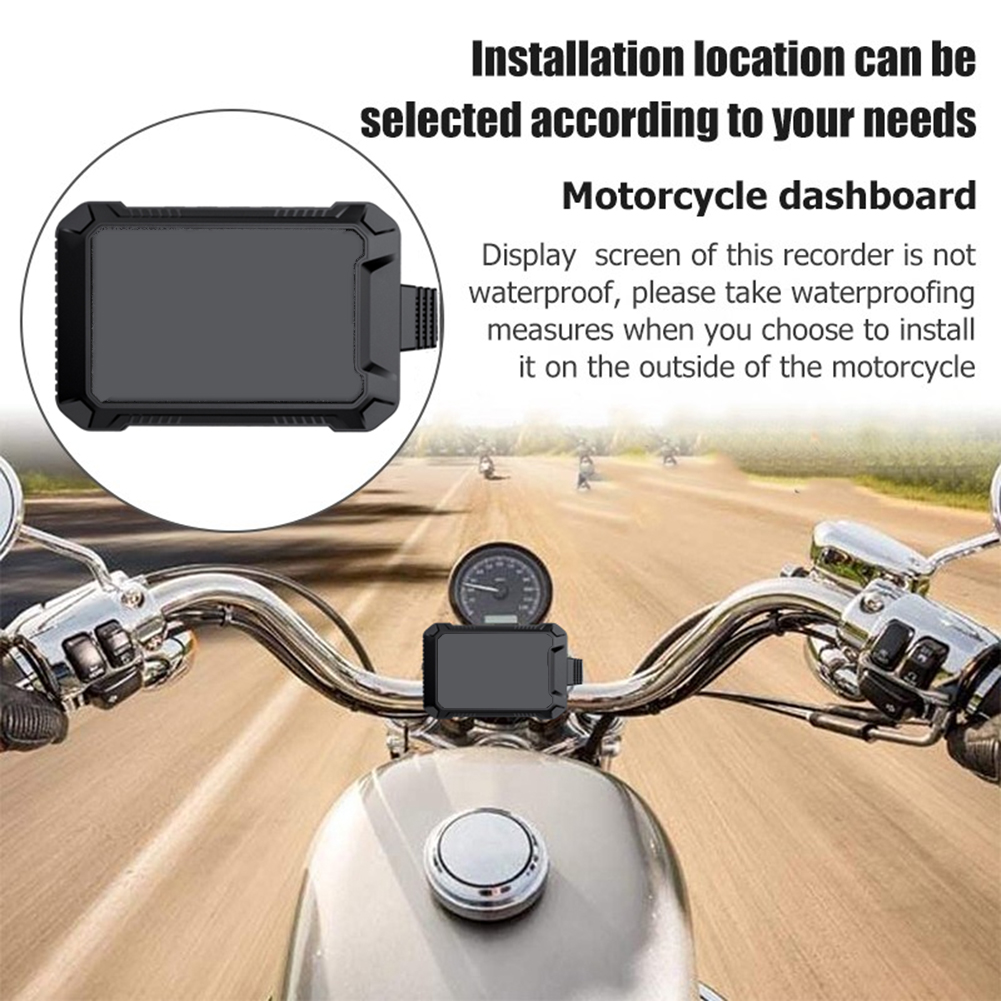 Installation location can be
selected according to your needs
Motorcycle dashboard
Display screen of this recorder is not
waterproof, please take waterproofing
measures when you choose to install
it on the outside of the motorcycle